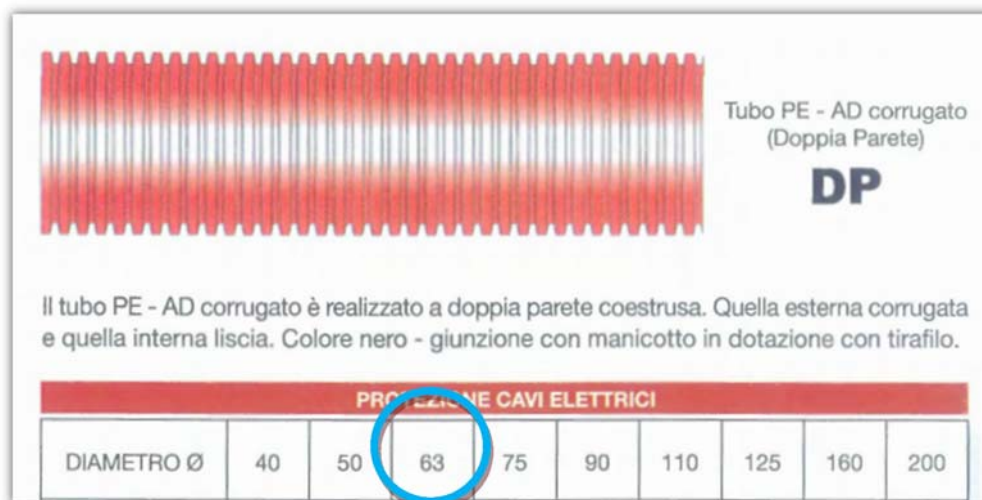 Tubo PE - AD corrugato
(Doppia Parete)
DP
Il tubo PE - AD corrugato è realizzato a doppia parete coestrusa. Quella esterna corrugata
e quella interna liscia. Colore nero - giunzione con manicotto in dotazione con tirafilo.
PROTEZIONE CAVI ELETTRICI
DIAMETRO Ø 40 50 63 75 90 110 125 160 200